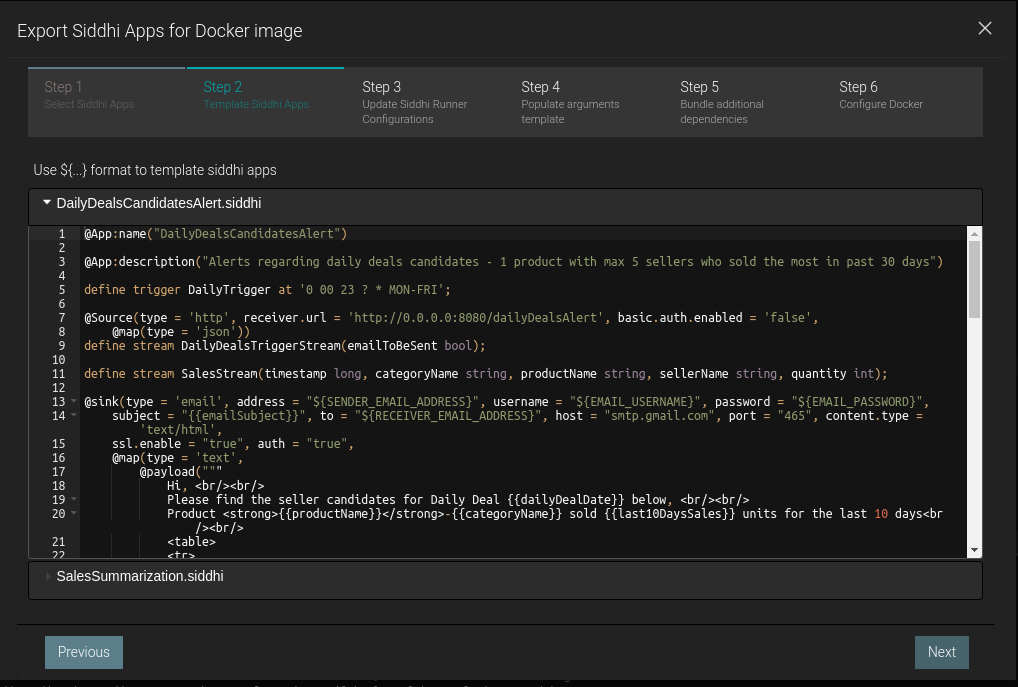 Export Siddhi Apps for Docker image
Step 1
Select Siddhi Apps
Step 2
Template Siddhi Apps
Step 3
Update Siddhi Runner
Configurations
Step 4
Populate arguments
template
Step 5
Bundle additional
dependencies
Step 6
Configure Docker
Use ${...} format to template siddhi apps
DailyDealsCandidatesAlert.siddhi
1 @App:name("DailyDealsCandidatesAlert")
2
3 @App:description("Alerts regarding daily deals candidates - 1 product with max 5 sellers who sold the most in past 30 days")
4
5 define trigger DailyTrigger at '0 00 23 ? * MON-FRI';
6
7 @Source(type = 'http', receiver.url = 'http://0.0.0.0:8080/dailyDealsAlert', basic.auth.enabled = 'false',
8 @map(type = 'json'))
9 define stream DailyDealsTriggerStream(emailToBeSent bool);
10
11 define stream SalesStream(timestamp long, categoryName string, productName string, sellerName string, quantity int);
12
13 @sink(type = 'email', address = "${SENDER_EMAIL_ADDRESS}", username = "${EMAIL_USERNAME}", password = "${EMAIL_PASSWORD}",
14 subject = "{{emailSubject}}", to = "${RECEIVER_EMAIL_ADDRESS}", host = "smtp.gmail.com", port = "465", content.type =
'text/html',
15 ssl.enable = "true", auth = "true",
16 @map(type = 'text',
17 @payload("""
18 Hi, <br/><br/>
19 Please find the seller candidates for Daily Deal {{dailyDealDate}} below, <br/><br/>
20 Product <strong>{{productName}}</strong>-{{categoryName}} sold {{last10DaysSales}} units for the last 10 days<br
/><br/>
21 <table>
22 <tr>
SalesSummarization.siddhi
Previous
Next